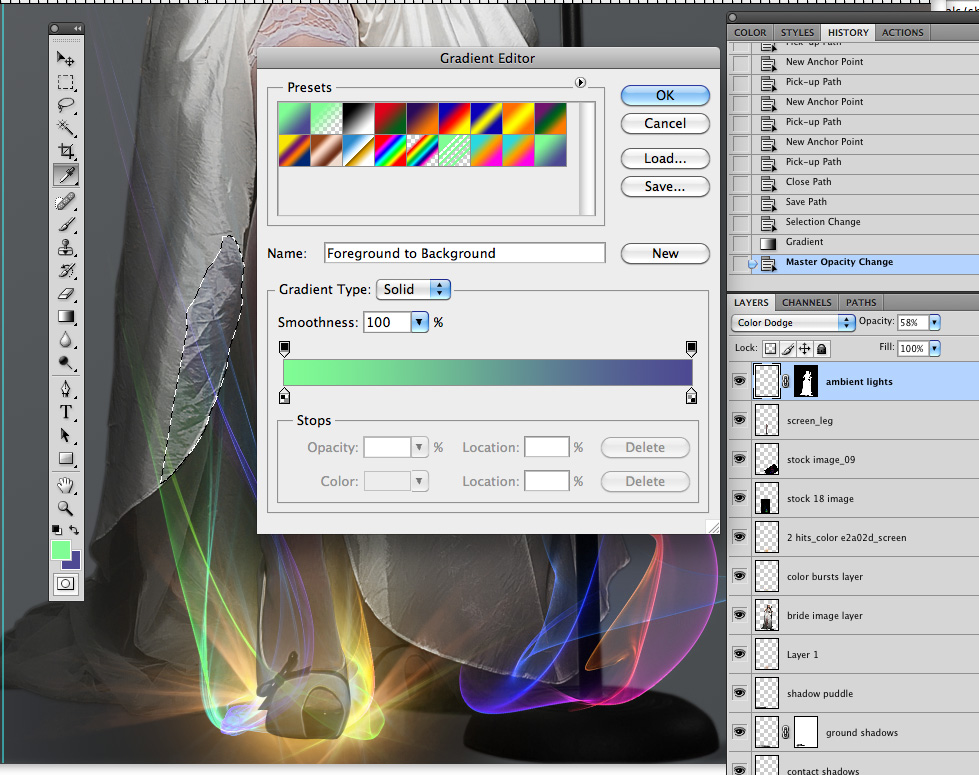 Gradient Editor
Presets
OK
Cancel
Load...
Save...
Name: Foreground to Background
New
Gradient Type: Solid
Smoothness: 100 %
Stops
Opacity: % Location: % Delete
Color: Location: % Delete
COLOR STYLES HISTORY ACTIONS
Pick-up Path
New Anchor Point
Pick-up Path
New Anchor Point
Pick-up Path
New Anchor Point
Pick-up Path
Close Path
Save Path
Selection Change
Gradient
Master Opacity Change
LAYERS CHANNELS PATHS
Color Dodge Opacity: 58%
Lock: Fill: 100%
ambient lights
screen_leg
stock image_09
stock 18 image
2 hits_color e2a02d_screen
color bursts layer
bride image layer
Layer 1
shadow puddle
ground shadows
contact shadows